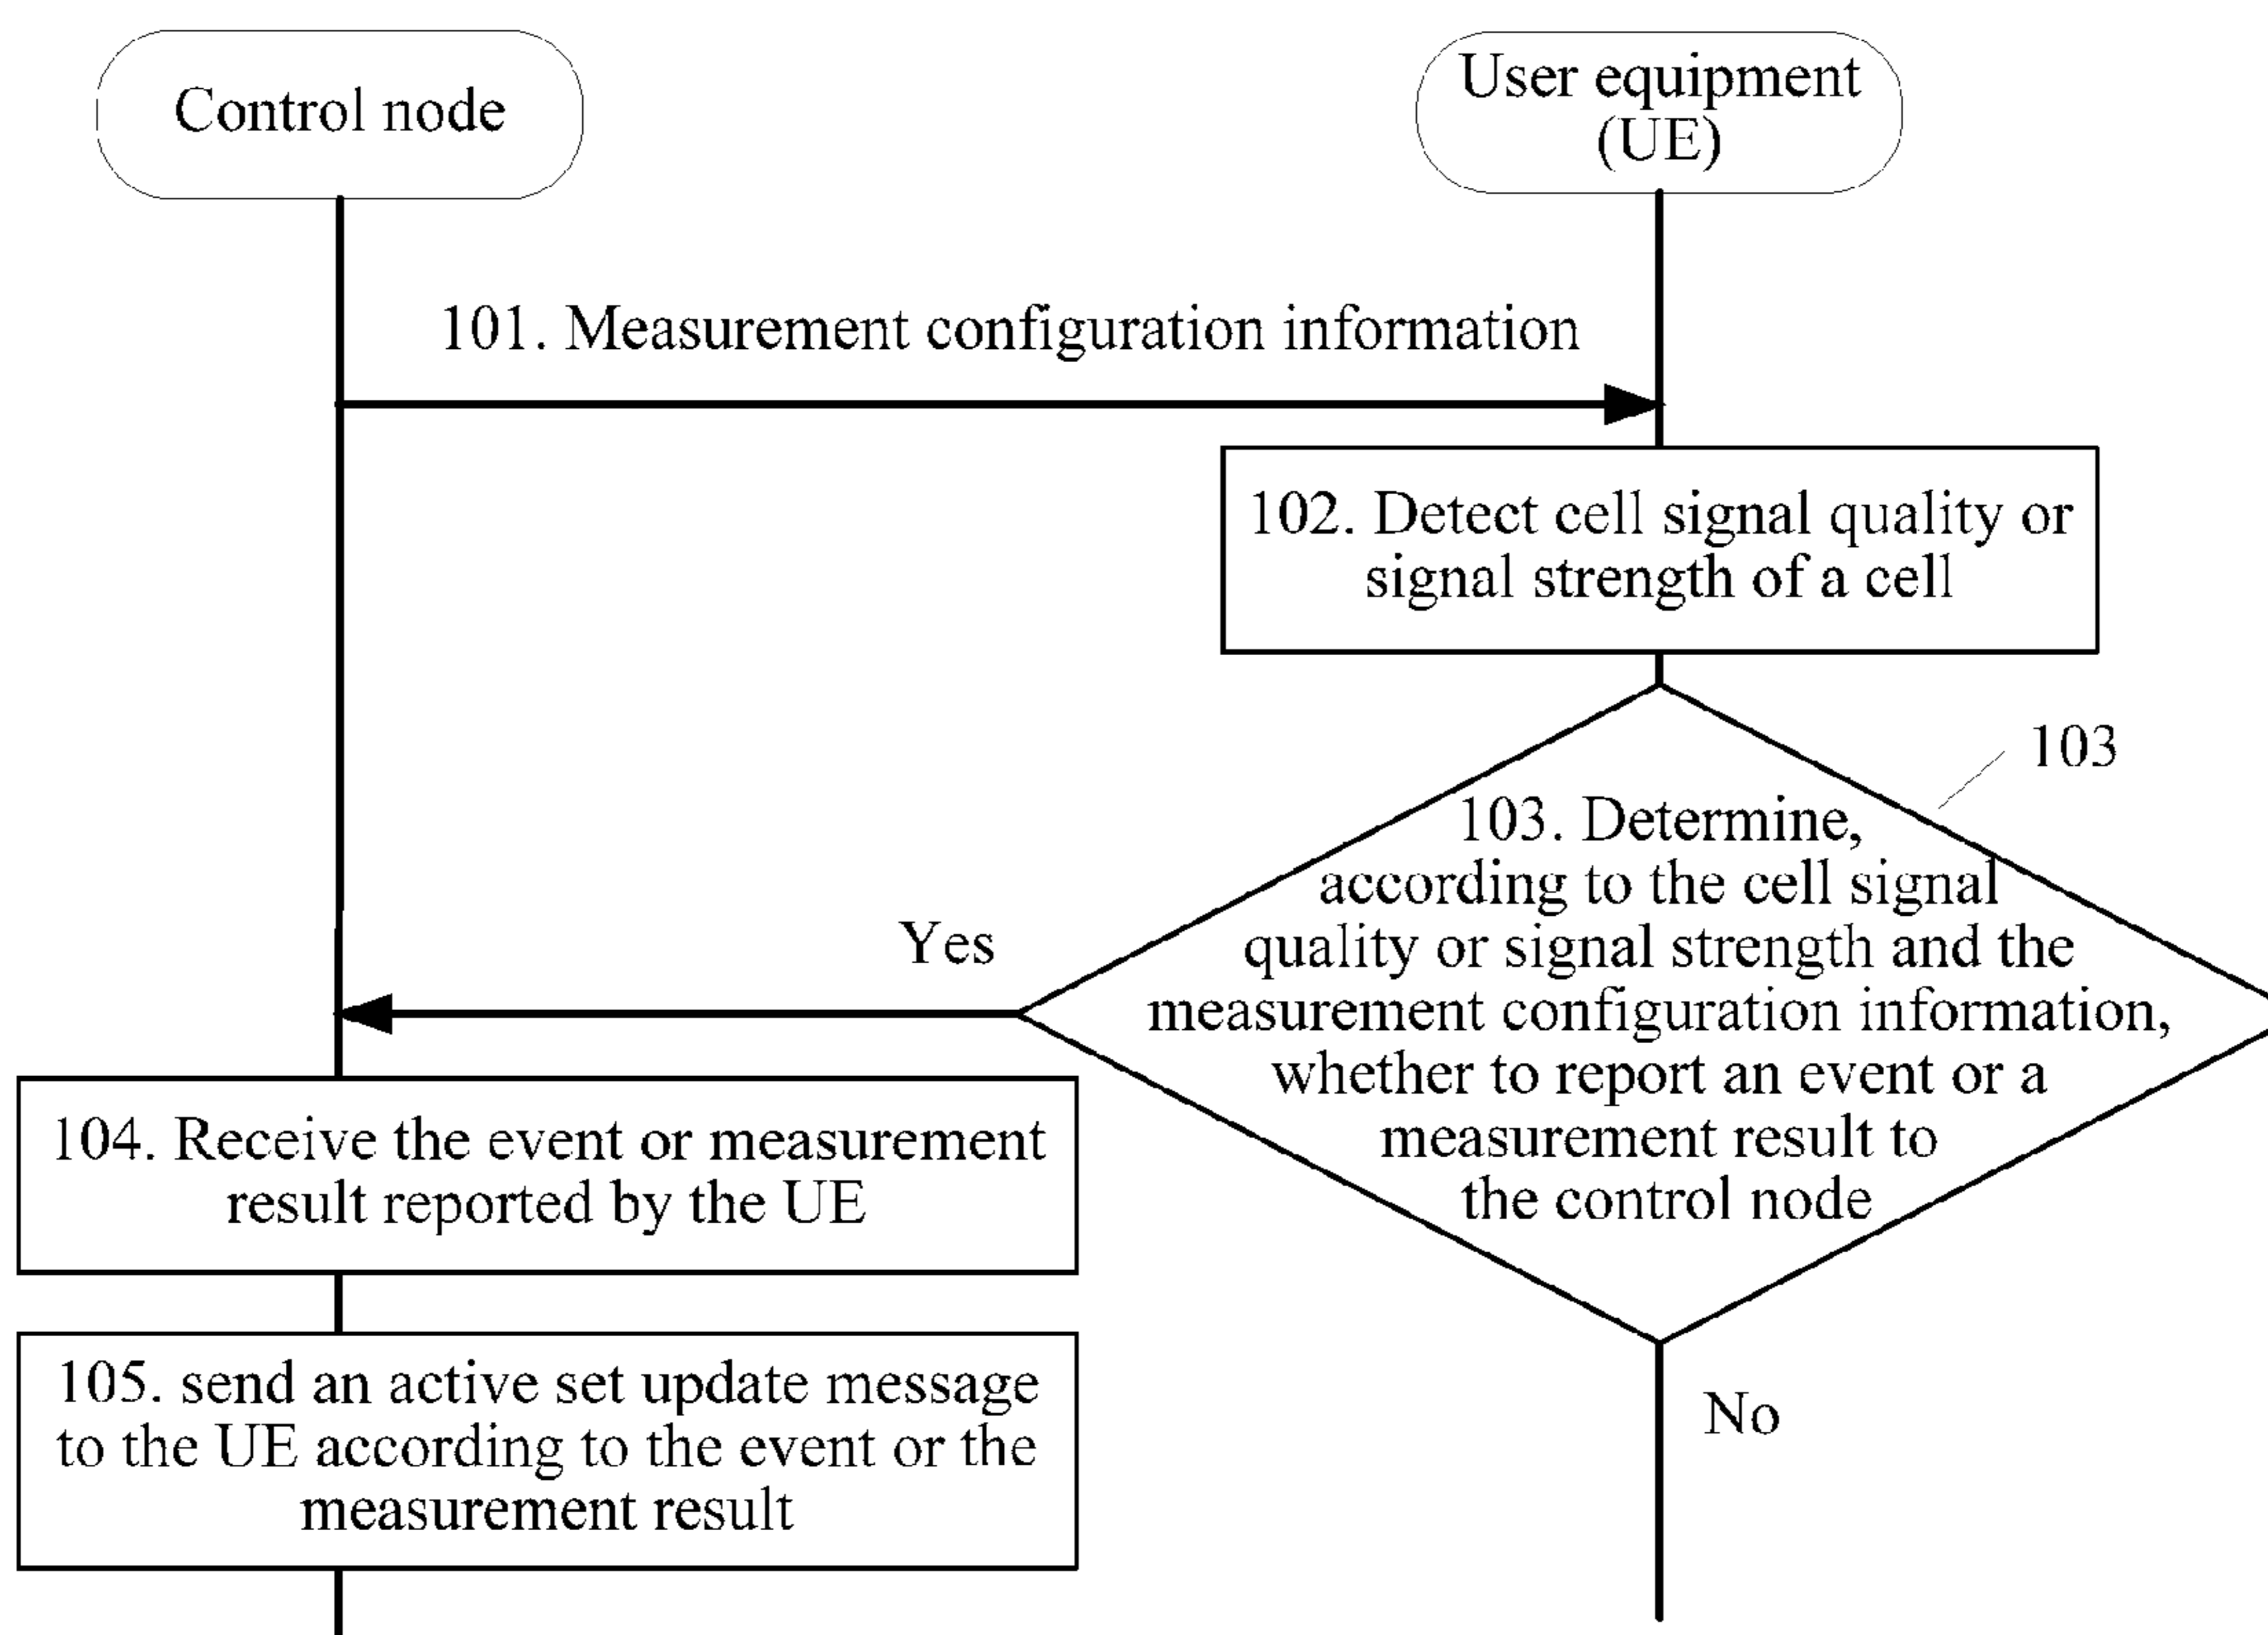 Control node
User equipment
(UE)
101. Measurement configuration information
102. Detect cell signal quality or
signal strength of a cell
103
103. Determine,
according to the cell signal
quality or signal strength and the
measurement configuration information,
whether to report an event or a
measurement result to
the control node
Yes
104. Receive the event or measurement
result reported by the UE
105. send an active set update message
to the UE according to the event or the
measurement result
No